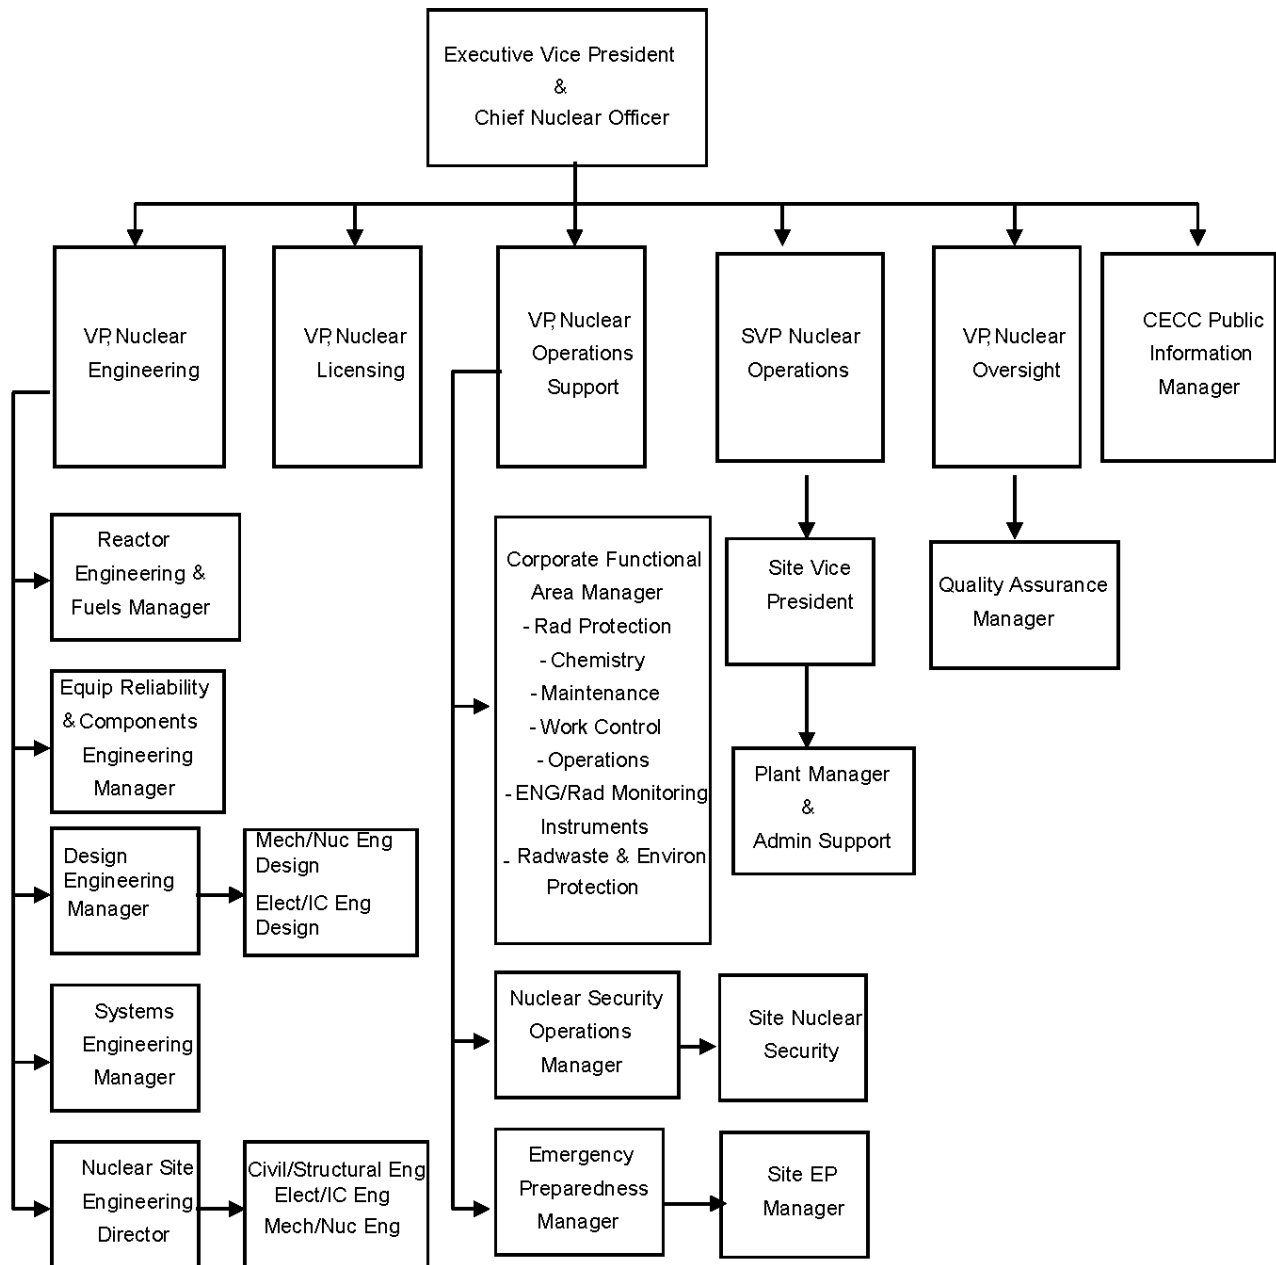 Executive Vice President
&
Chief Nuclear Officer
VP, Nuclear
Engineering
VP, Nuclear
Licensing
VP, Nuclear
Operations
Support
SVP Nuclear
Operations
VP, Nuclear
Oversight
CECC Public
Information
Manager
Reactor
Engineering &
Fuels Manager
Equip Reliability
& Components
Engineering
Manager
Design
Engineering
Manager
Mech/Nuc Eng
Design
Elect/IC Eng
Design
Systems
Engineering
Manager
Nuclear Site
Engineering
Director
Civil/Structural Eng
Elect/IC Eng
Mech/Nuc Eng
Corporate Functional
Area Manager
- Rad Protection
- Chemistry
- Maintenance
- Work Control
- Operations
- ENG/Rad Monitoring
Instruments
- Radwaste & Environ
Protection
Nuclear Security
Operations
Manager
Site Nuclear
Security
Emergency
Preparedness
Manager
Site EP
Manager
Site Vice
President
Plant Manager
&
Admin Support
Quality Assurance
Manager